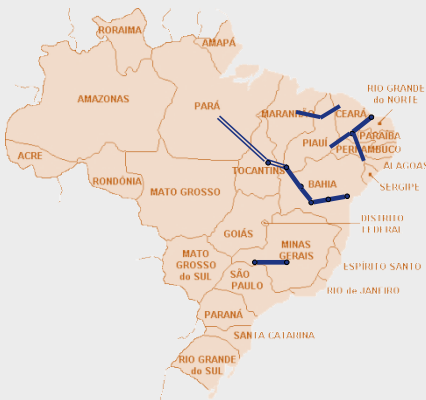 RORAIMA
AMAPÁ
AMAZONAS
PARÁ
MARANHÃO
CEARÁ
RIO GRANDE
do NORTE
PARAÍBA
PIAUÍ
PERNAMBUCO
ACRE
ALAGOAS
RONDÔNIA
TOCANTINS
SERGIPE
MATO GROSSO
BAHIA
DISTRITO
FEDERAL
GOIÁS
MINAS
GERAIS
MATO
GROSSO
do SUL
ESPÍRITO SANTO
SÃO
PAULO
RIO de JANEIRO
PARANÁ
SANTA CATARINA
RIO GRANDE
do SUL